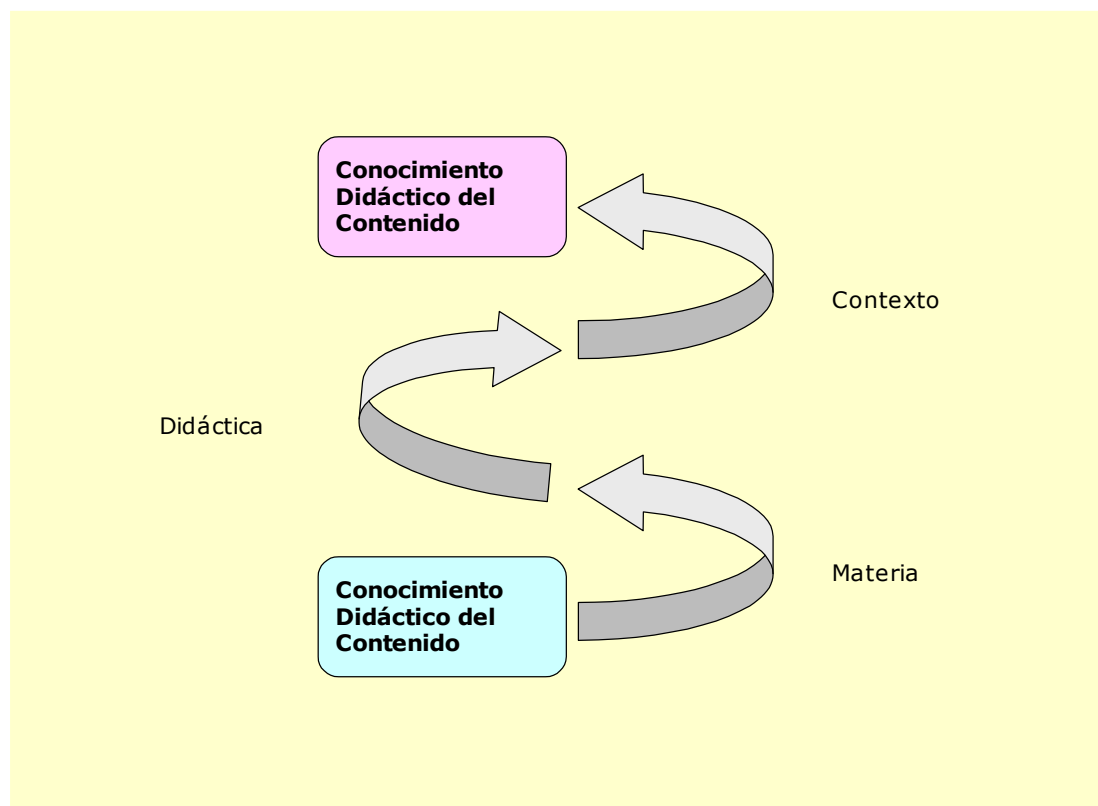 Conocimiento
Didáctico del
Contenido
Contexto
Didáctica
Materia
Conocimiento
Didáctico del
Contenido